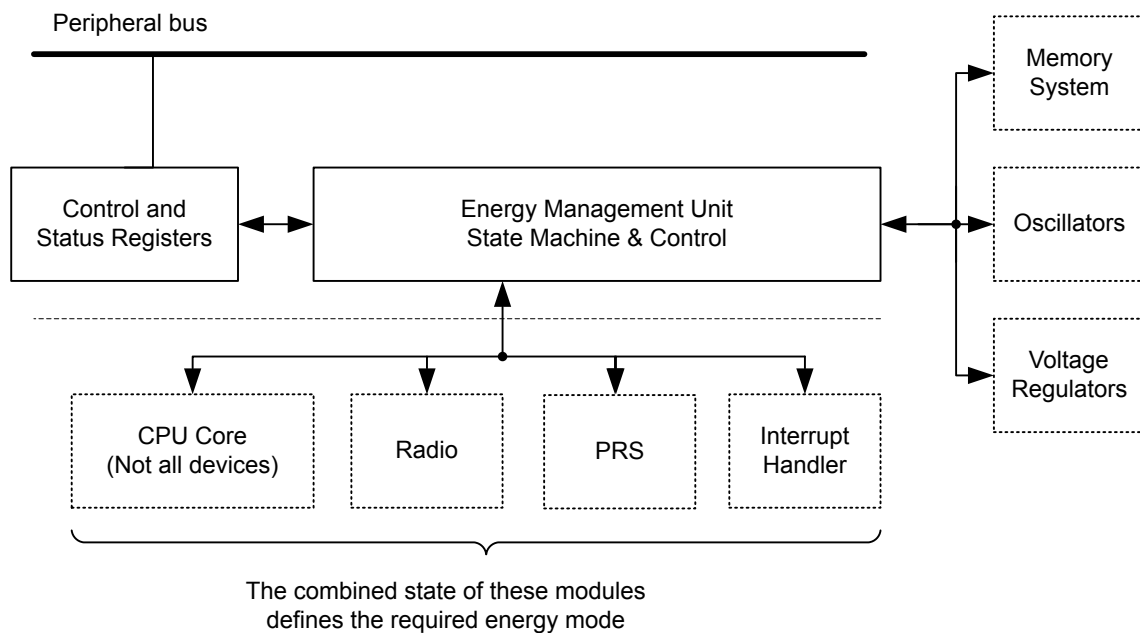 Peripheral bus
Memory
System
Control and
Status Registers
Energy Management Unit
State Machine & Control
Oscillators
Voltage
Regulators
CPU Core
(Not all devices)
Radio
PRS
Interrupt
Handler
The combined state of these modules
defines the required energy mode